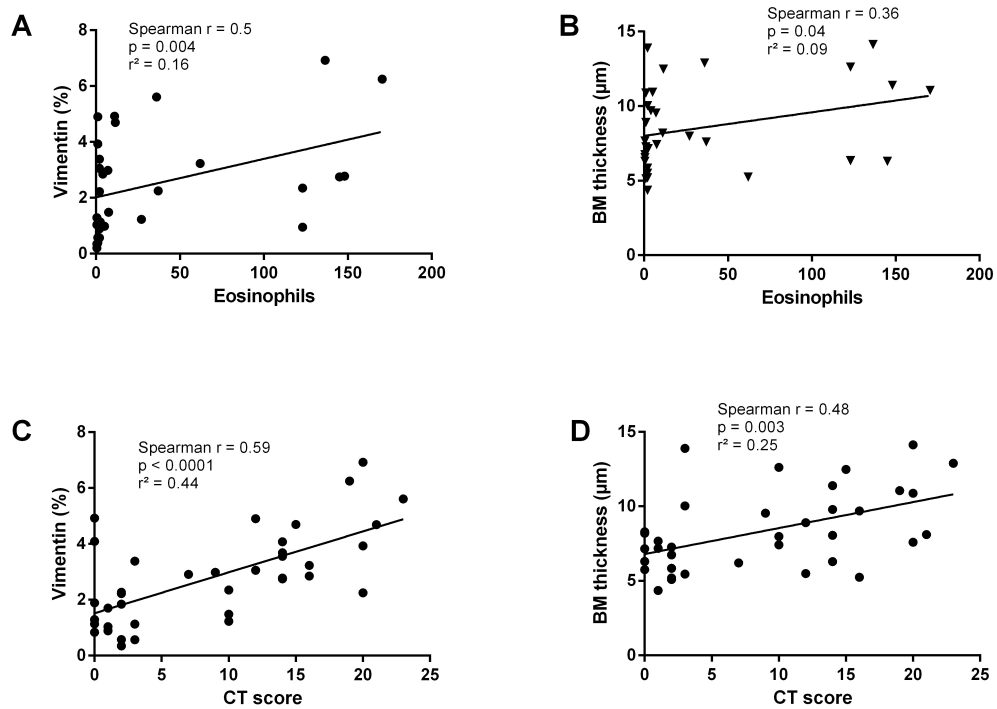 A
Spearman r = 0.5
p = 0.004
r² = 0.16
Vimentin (%)
8
6
4
2
0
0 50 100 150 200
Eosinophils
B
Spearman r = 0.36
p = 0.04
r² = 0.09
BM thickness (µm)
15
10
5
0
0 50 100 150 200
Eosinophils
C
Spearman r = 0.59
p < 0.0001
r² = 0.44
Vimentin (%)
8
6
4
2
0
0 5 10 15 20 25
CT score
D
Spearman r = 0.48
p = 0.003
r² = 0.25
BM thickness (µm)
15
10
5
0
0 5 10 15 20 25
CT score